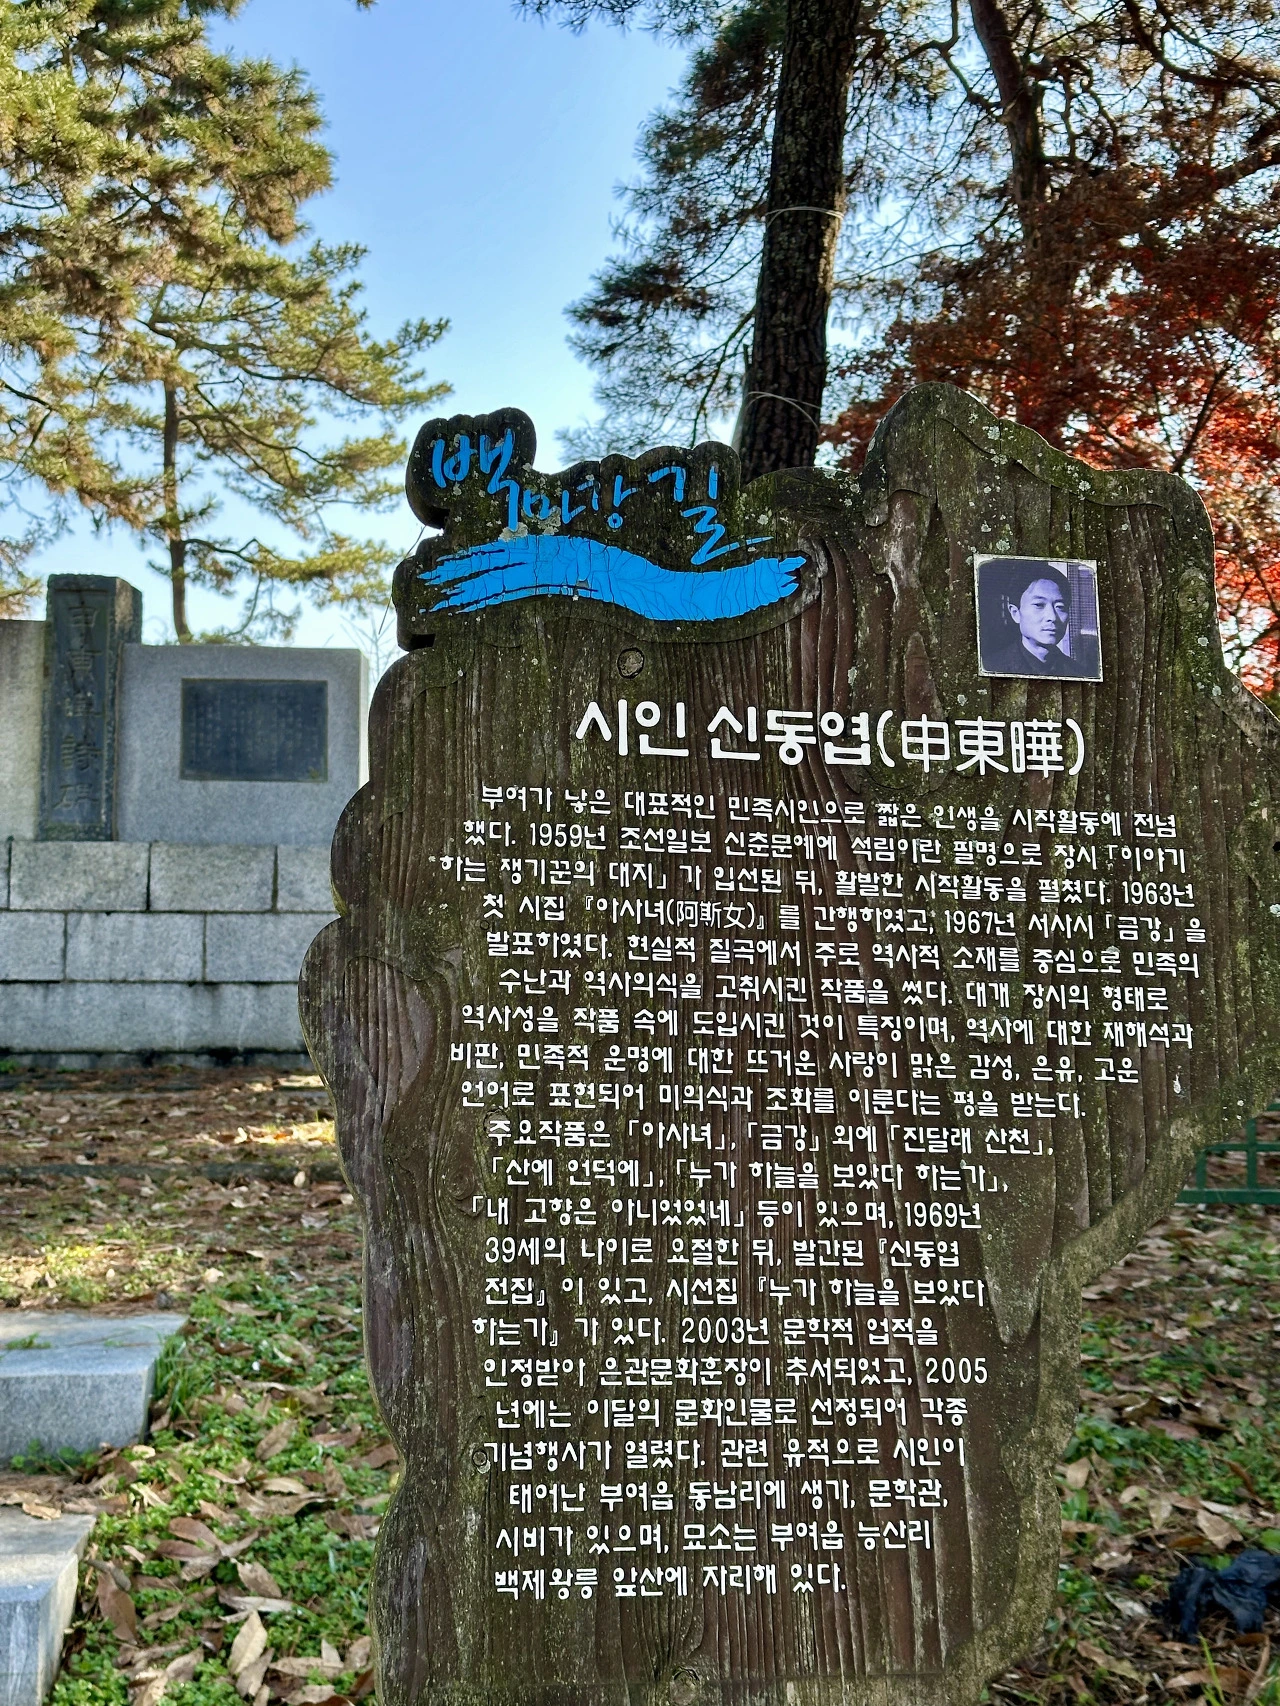 백마강 길
시인 신동엽(申東曄)
부여가 낳은 대표적인 민족시인으로 짧은 인생을 시작활동에 전념
했다. 1959년 조선일보 신춘문예에 석림이란 필명으로 장시 「이야기
하는 쟁기꾼의 대지」가 입선된 뒤, 활발한 시작활동을 펼쳤다. 1963년
첫 시집 『아사녀(阿斯女)』를 간행하였고, 1967년 서사시 「금강」을
발표하였다. 현실적 질곡에서 주로 역사적 소재를 중심으로 민족의
수난과 역사의식을 고취시킨 작품을 썼다. 대개 장시의 형태로
역사성을 작품 속에 도입시킨 것이 특징이며, 역사에 대한 재해석과
비판, 민족적 운명에 대한 뜨거운 사랑이 맑은 감성, 은유, 고운
언어로 표현되어 미의식과 조화를 이룬다는 평을 받는다.
주요작품은 「아사녀」, 「금강」 외에 「진달래 산천」,
「산에 언덕에」, 「누가 하늘을 보았다 하는가」,
「내 고향은 아니었었네」 등이 있으며, 1969년
39세의 나이로 요절한 뒤, 발간된 『신동엽
전집』이 있고, 시선집 『누가 하늘을 보았다
하는가』가 있다. 2003년 문학적 업적을
인정받아 은관문화훈장이 추서되었고, 2005
년에는 이달의 문화인물로 선정되어 각종
기념행사가 열렸다. 관련 유적으로 시인이
태어난 부여읍 동남리에 생가, 문학관,
시비가 있으며, 묘소는 부여읍 능산리
백제왕릉 앞산에 자리해 있다.
申東曄詩碑